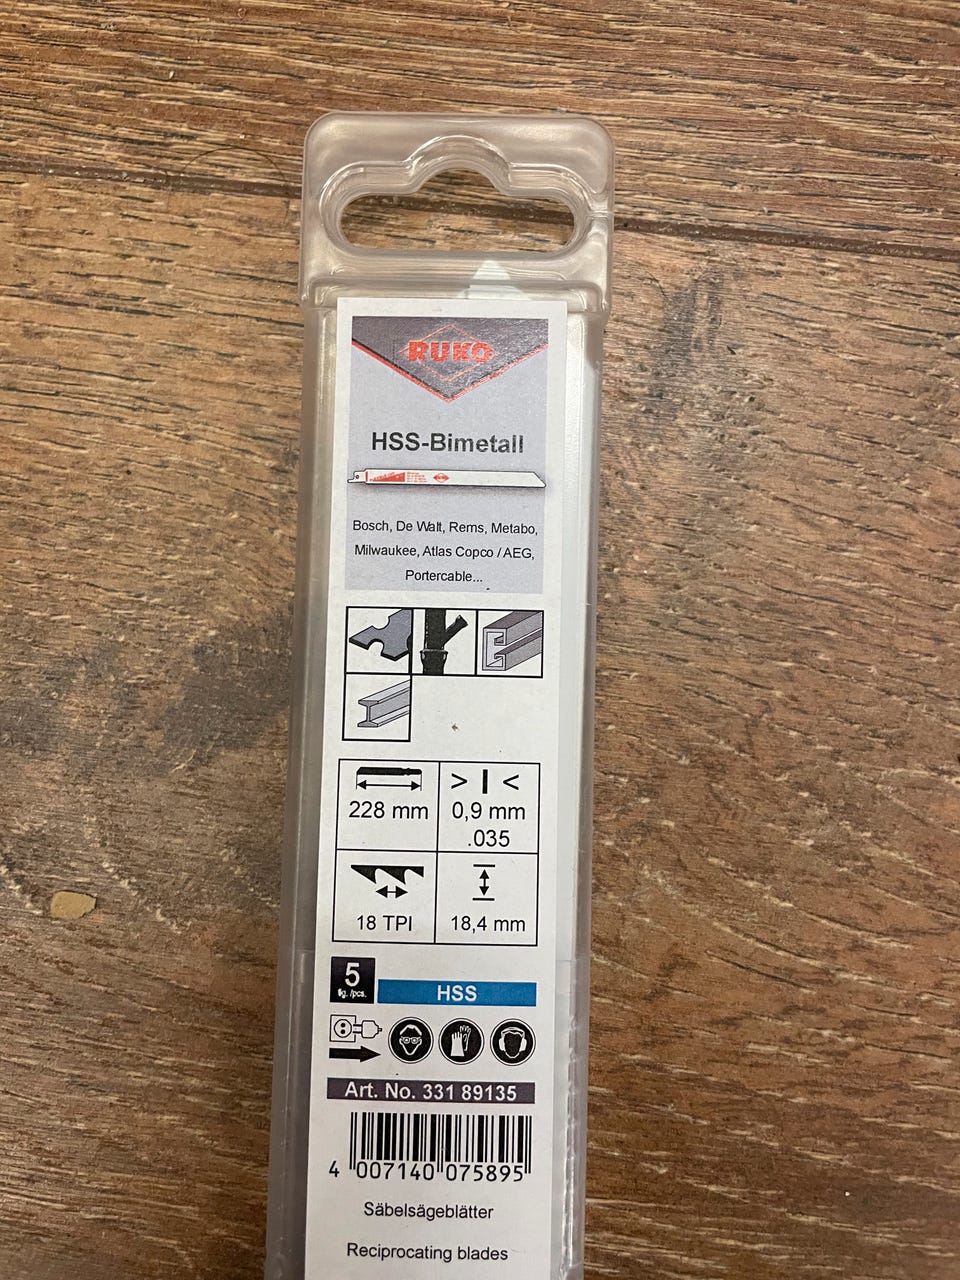 RUKO
HSS-Bimetall
Bosch, De Walt, Rems, Metabo,
Milwaukee, Atlas Copco / AEG,
Portercable...
228 mm
> <
0,9 mm
.035
18 TPI
18,4 mm
5
flg. /pcs.
HSS
Art. No. 331 89135
4 007140 075895
Säbelsägeblätter
Reciprocating blades